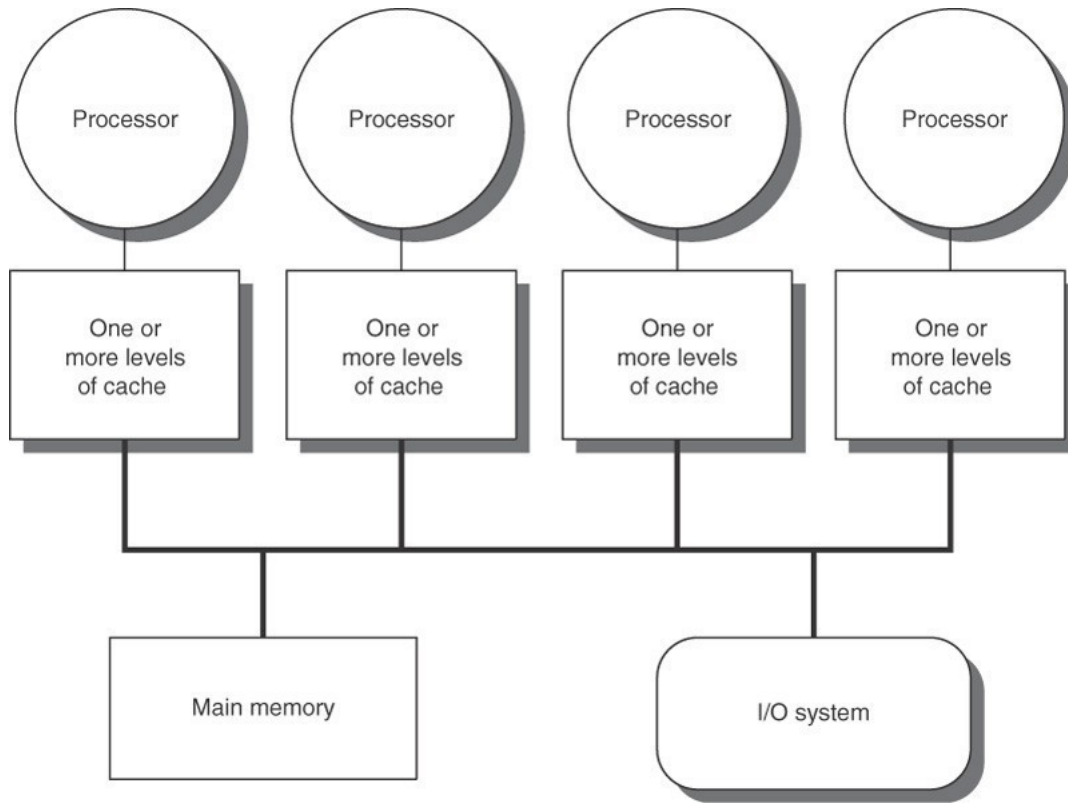 Processor
Processor
Processor
Processor
One or
more levels
of cache
One or
more levels
of cache
One or
more levels
of cache
One or
more levels
of cache
Main memory
I/O system